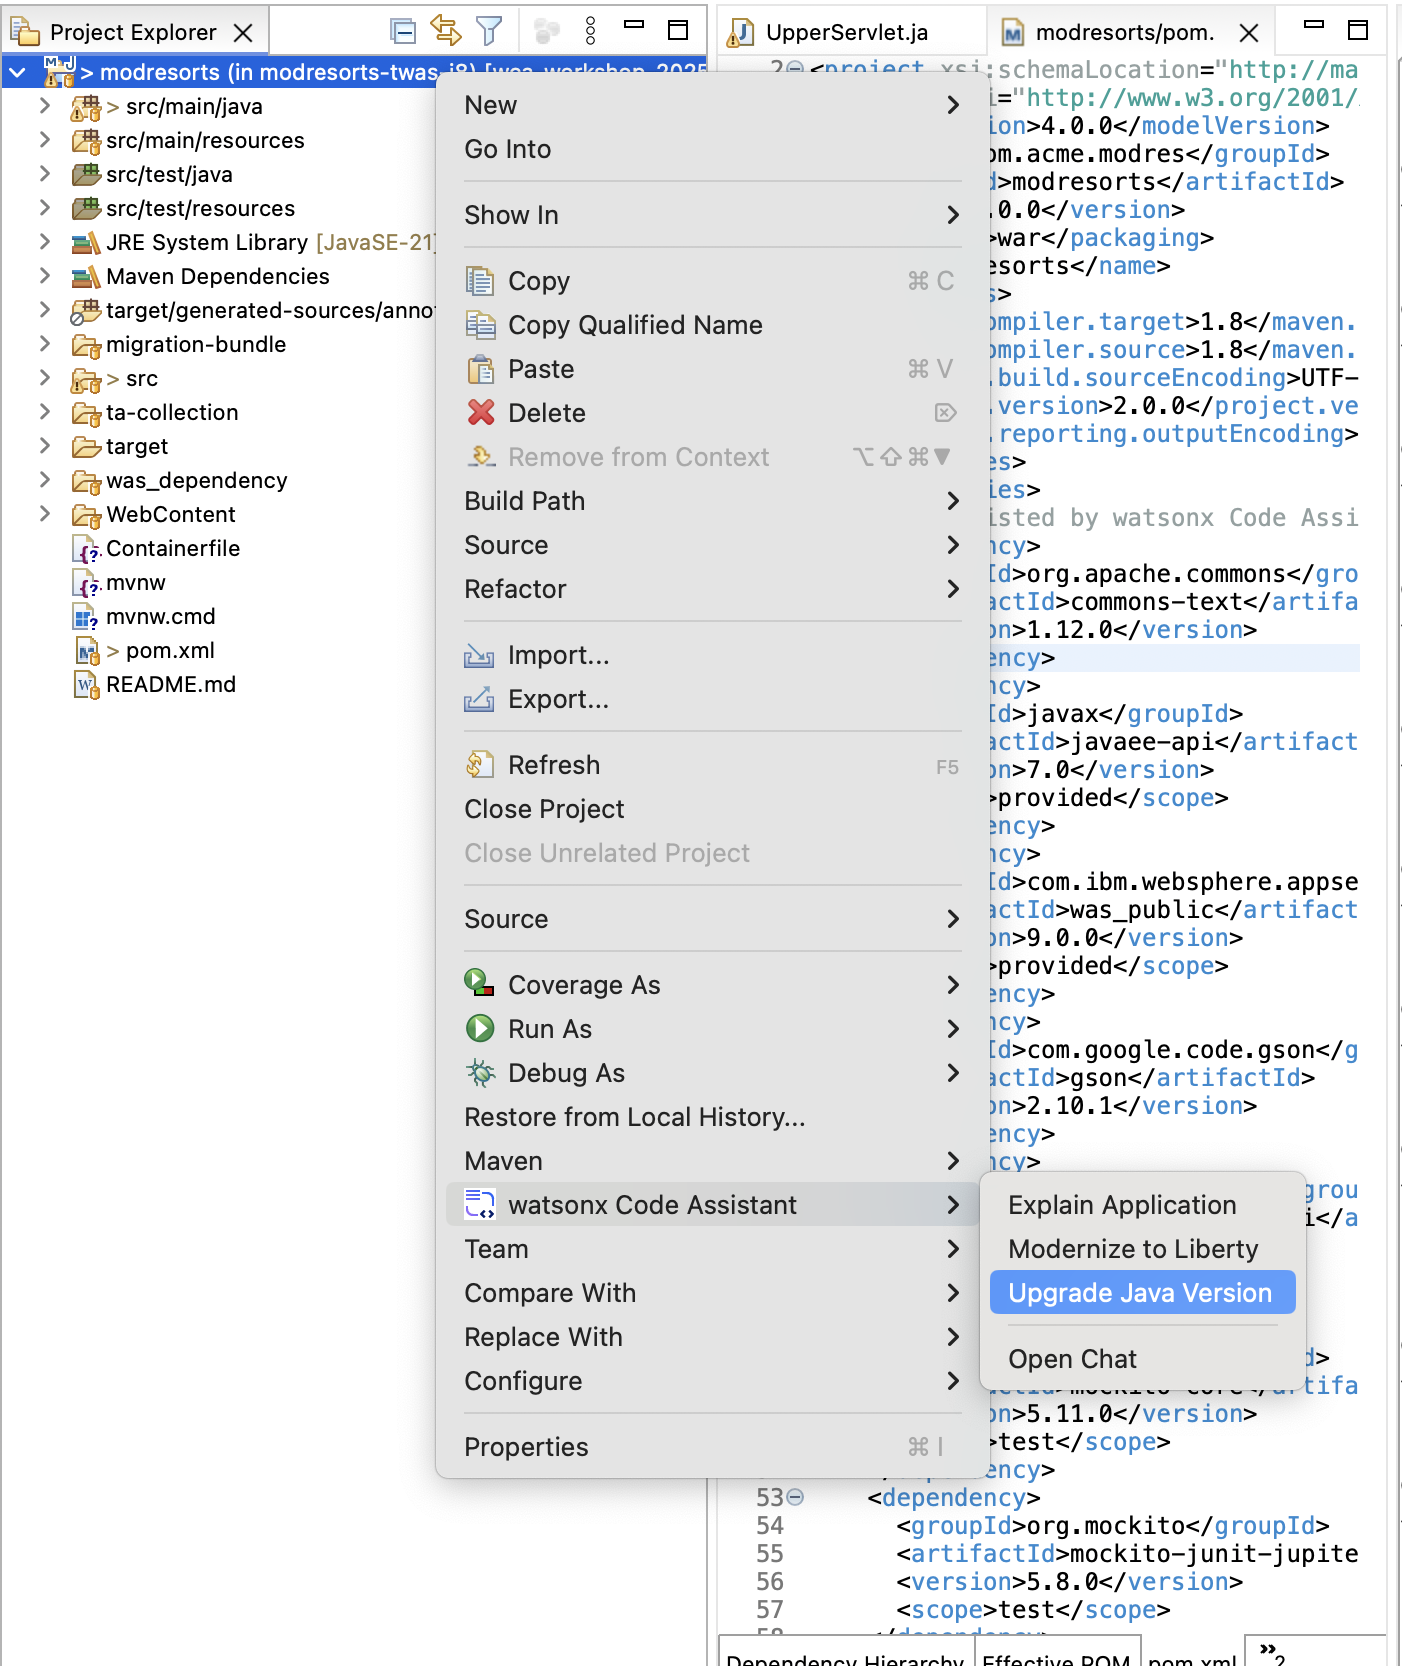 Project Explorer
> modresorts (in modresorts-twas-j8) [wca-workshop-2025
> src/main/java
src/main/resources
src/test/java
src/test/resources
JRE System Library [JavaSE-21]
Maven Dependencies
target/generated-sources/anno
migration-bundle
> src
ta-collection
target
was_dependency
WebContent
Containerfile
mvnw
mvnw.cmd
> pom.xml
README.md
New
Go Into
Show In
Copy ⌘ C
Copy Qualified Name
Paste ⌘ V
Delete ⌦
Remove from Context ⌥⇧⌘▼
Build Path
Source
Refactor
Import...
Export...
Refresh F5
Close Project
Close Unrelated Project
Source
Coverage As
Run As
Debug As
Restore from Local History...
Maven
watsonx Code Assistant
Team
Compare With
Replace With
Configure
Properties ⌘ I
Explain Application
Modernize to Liberty
Upgrade Java Version
Open Chat
UpperServlet.ja
modresorts/pom.
2 <project xsi:schemaLocation="http://ma
i="http://www.w3.org/2001/
ion>4.0.0</modelVersion>
om.acme.modres</groupId>
d>modresorts</artifactId>
.0.0</version>
>war</packaging>
esorts</name>
s>
ompiler.target>1.8</maven.
ompiler.source>1.8</maven.
.build.sourceEncoding>UTF-
.version>2.0.0</project.ve
.reporting.outputEncoding>
es>
ies>
isted by watsonx Code Assi
ncy>
Id>org.apache.commons</gro
actId>commons-text</artifa
on>1.12.0</version>
ency>
ncy>
Id>javax</groupId>
actId>javaee-api</artifact
on>7.0</version>
>provided</scope>
ency>
ncy>
Id>com.ibm.websphere.appse
actId>was_public</artifact
on>9.0.0</version>
>provided</scope>
ency>
ncy>
Id>com.google.code.gson</g
actId>gson</artifactId>
on>2.10.1</version>
ency>
ncy>
grou
i</a
d>
actId>mockito-core</artifa
on>5.11.0</version>
>test</scope>
ency>
53 <dependency>
54 <groupId>org.mockito</groupId>
55 <artifactId>mockito-junit-jupite
56 <version>5.8.0</version>
57 <scope>test</scope>
58 </dependency>
Dependency Hierarchy
Effective POM
pom.xml
»2